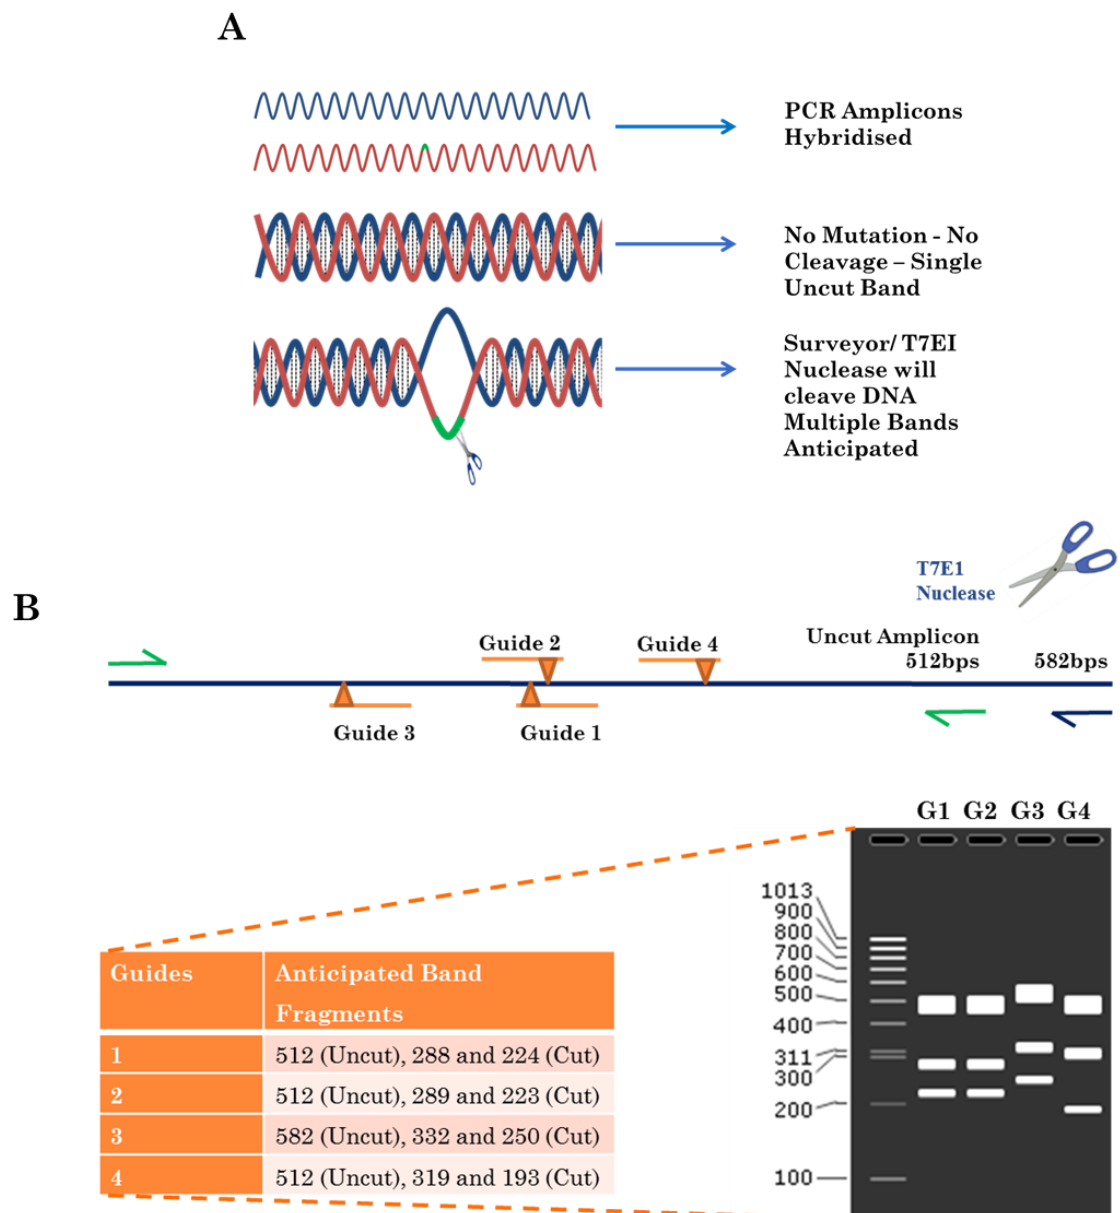 A
PCR Amplicons
Hybridised
No Mutation - No
Cleavage – Single
Uncut Band
Surveyor/ T7EI
Nuclease will
cleave DNA
Multiple Bands
Anticipated
B
T7E1
Nuclease
Uncut Amplicon
512bps 582bps
Guide 2
Guide 4
Guide 3
Guide 1
G1 G2 G3 G4
1013
900
800
700
600
500
400
311
300
200
100
Guides Anticipated Band
Fragments
1 512 (Uncut), 288 and 224 (Cut)
2 512 (Uncut), 289 and 223 (Cut)
3 582 (Uncut), 332 and 250 (Cut)
4 512 (Uncut), 319 and 193 (Cut)